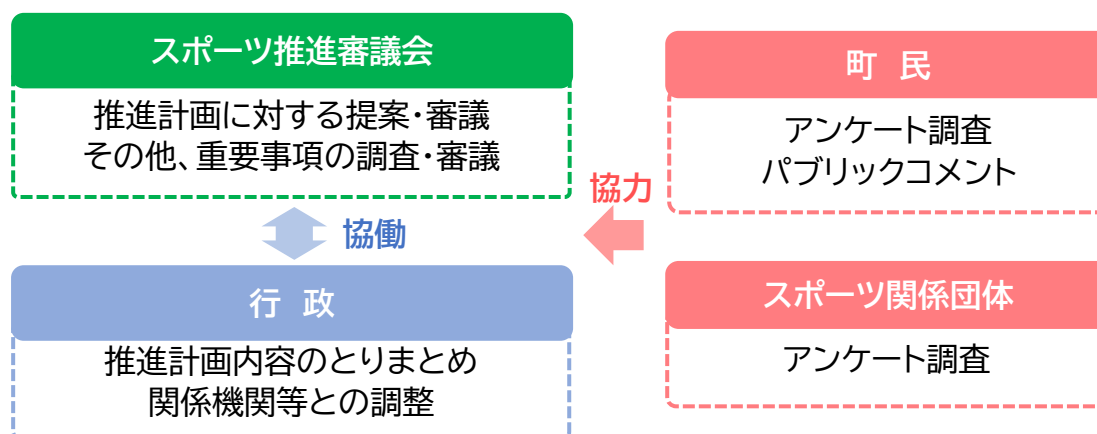 スポーツ推進審議会
推進計画に対する提案・審議
その他、重要事項の調査・審議
協働
行 政
推進計画内容のとりまとめ
関係機関等との調整
協力
町 民
アンケート調査
パブリックコメント
スポーツ関係団体
アンケート調査